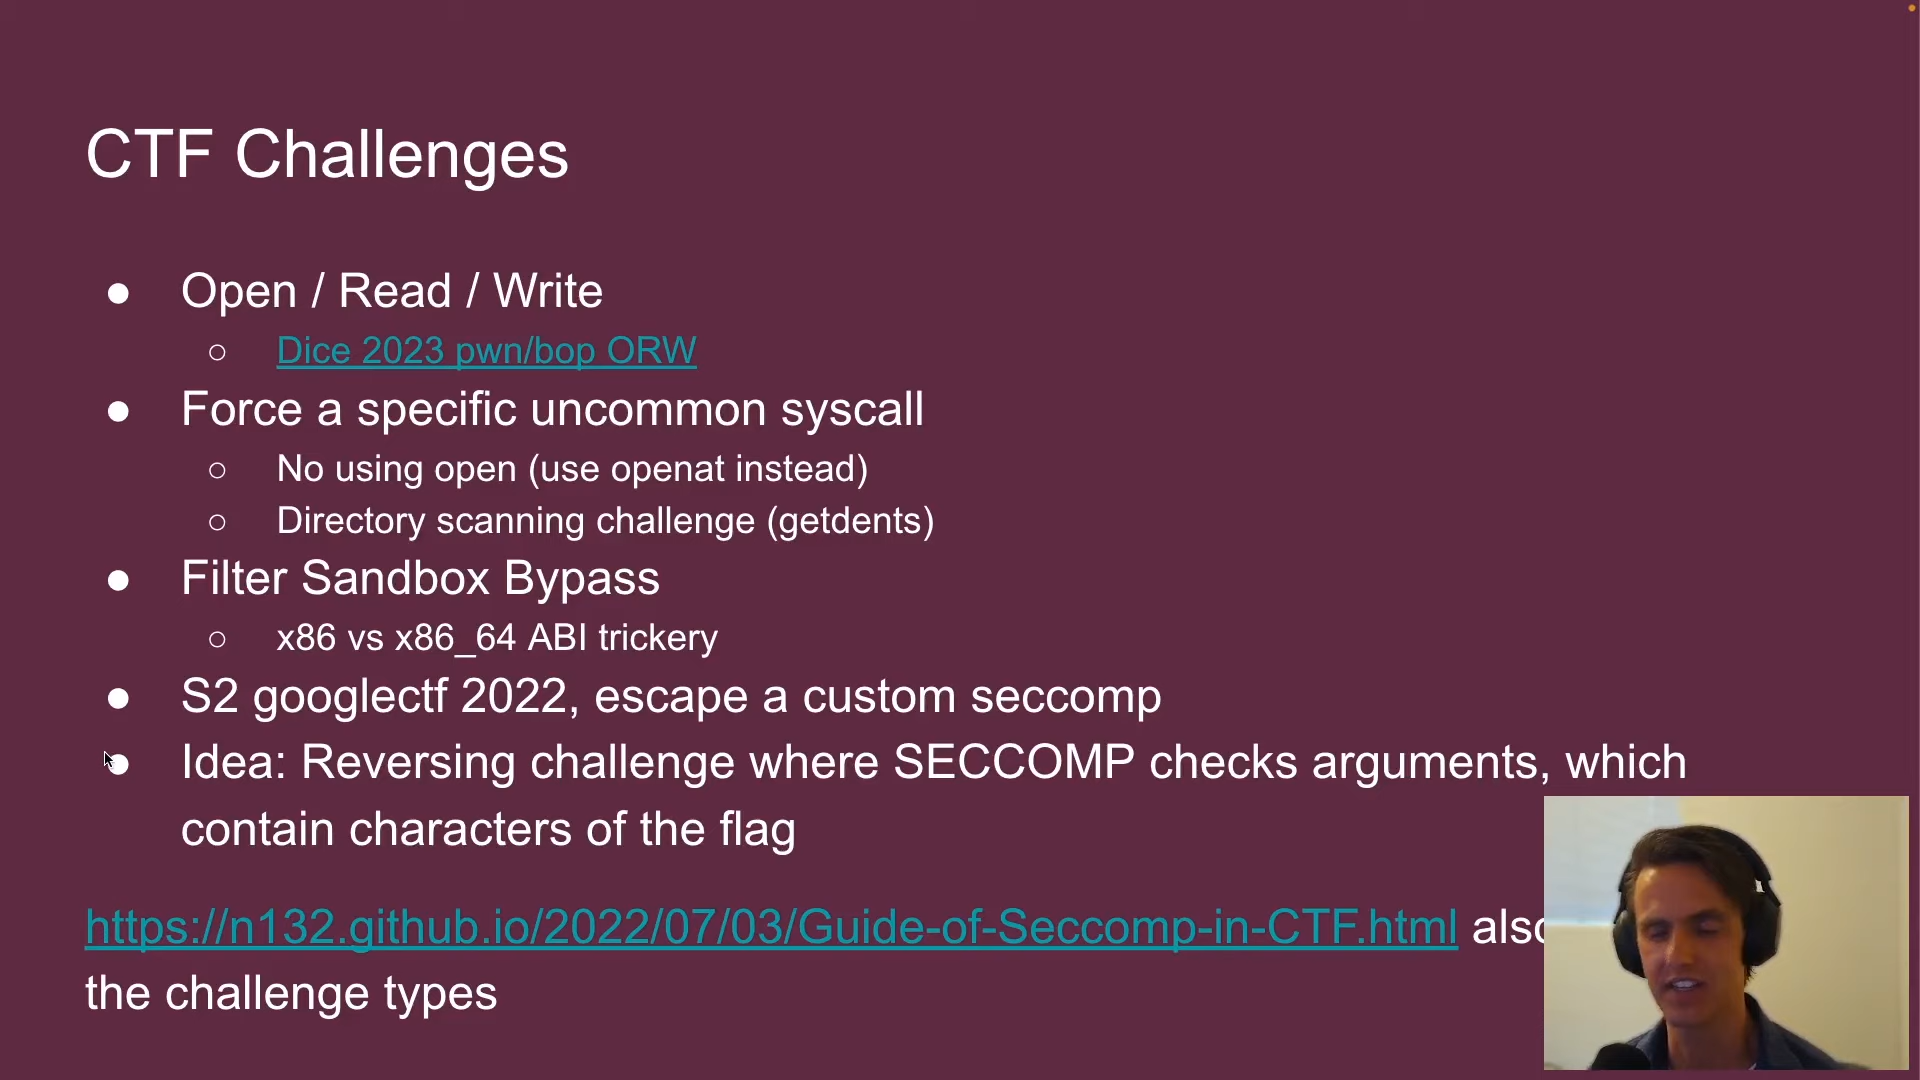 CTF Challenges
● Open / Read / Write
○ Dice 2023 pwn/bop ORW
● Force a specific uncommon syscall
○ No using open (use openat instead)
○ Directory scanning challenge (getdents)
● Filter Sandbox Bypass
○ x86 vs x86_64 ABI trickery
● S2 googlectf 2022, escape a custom seccomp
● Idea: Reversing challenge where SECCOMP checks arguments, which
contain characters of the flag
https://n132.github.io/2022/07/03/Guide-of-Seccomp-in-CTF.html
the challenge types